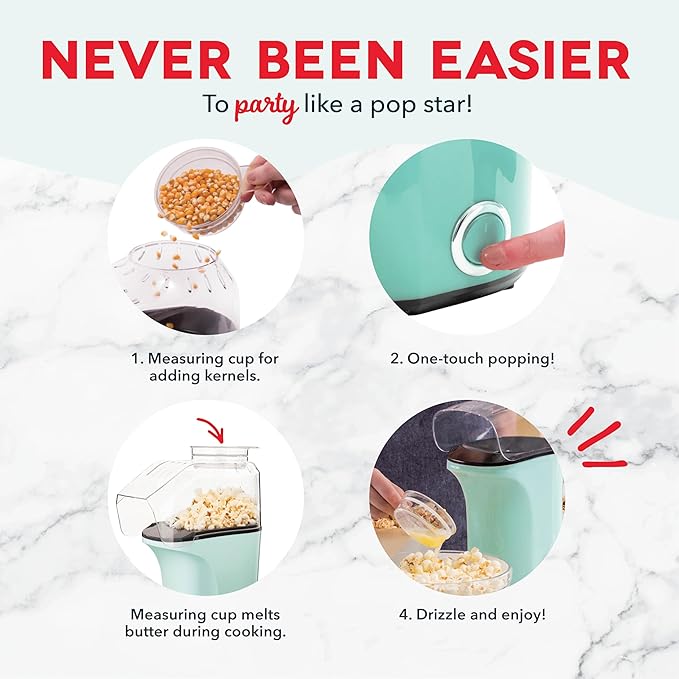 NEVER BEEN EASIER
To party like a pop star!
1. Measuring cup for
adding kernels.
2. One-touch popping!
Measuring cup melts
butter during cooking.
4. Drizzle and enjoy!